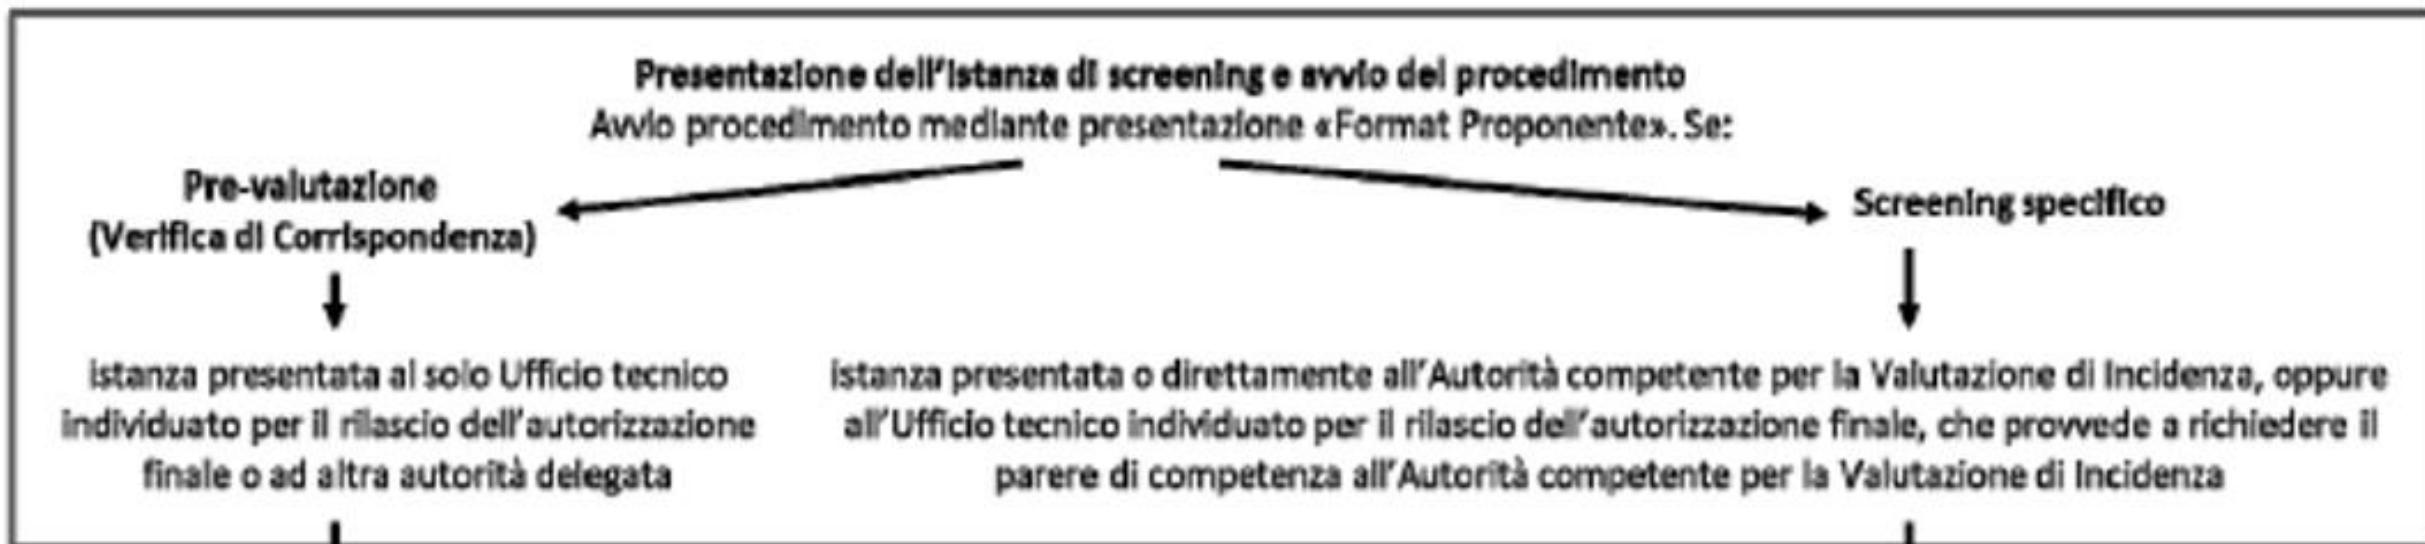 Presentazione dell'istanza di screening e avvio del procedimento
Avvio procedimento mediante presentazione «Format Proponente». Se:
Pre-valutazione
(Verifica di Corrispondenza)
Screening specifico
istanza presentata al solo Ufficio tecnico
individuato per il rilascio dell'autorizzazione
finale o ad altra autorità delegata
istanza presentata o direttamente all'Autorità competente per la Valutazione di Incidenza, oppure
all'Ufficio tecnico individuato per il rilascio dell'autorizzazione finale, che provvede a richiedere il
parere di competenza all'Autorità competente per la Valutazione di Incidenza